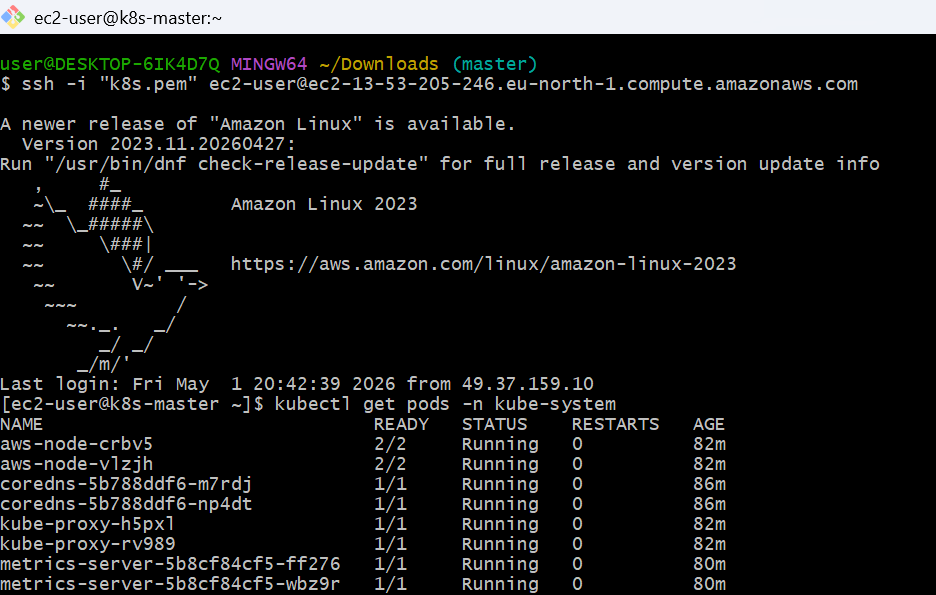 ec2-user@k8s-master:~
user@DESKTOP-6IK4D7Q MINGW64 ~/Downloads (master)
$ ssh -i "k8s.pem" ec2-user@ec2-13-53-205-246.eu-north-1.compute.amazonaws.com
A newer release of "Amazon Linux" is available.
  Version 2023.11.20260427:
Run "/usr/bin/dnf check-release-update" for full release and version update info
   ,     #_
   ~\_  ####_        Amazon Linux 2023
  ~~  \_#####\
  ~~     \###|
  ~~       \#/ ___   https://aws.amazon.com/linux/amazon-linux-2023
   ~~       V~' '->
    ~~~         /
      ~~._.   _/
         _/ _/
       _/m/'
Last login: Fri May  1 20:42:39 2026 from 49.37.159.10
[ec2-user@k8s-master ~]$ kubectl get pods -n kube-system
NAME                              READY   STATUS    RESTARTS   AGE
aws-node-crbv5                    2/2     Running   0          82m
aws-node-vlzjh                    2/2     Running   0          82m
coredns-5b788ddf6-m7rdj           1/1     Running   0          86m
coredns-5b788ddf6-np4dt           1/1     Running   0          86m
kube-proxy-h5pxl                  1/1     Running   0          82m
kube-proxy-rv989                  1/1     Running   0          82m
metrics-server-5b8cf84cf5-ff276   1/1     Running   0          80m
metrics-server-5b8cf84cf5-wbz9r   1/1     Running   0          80m